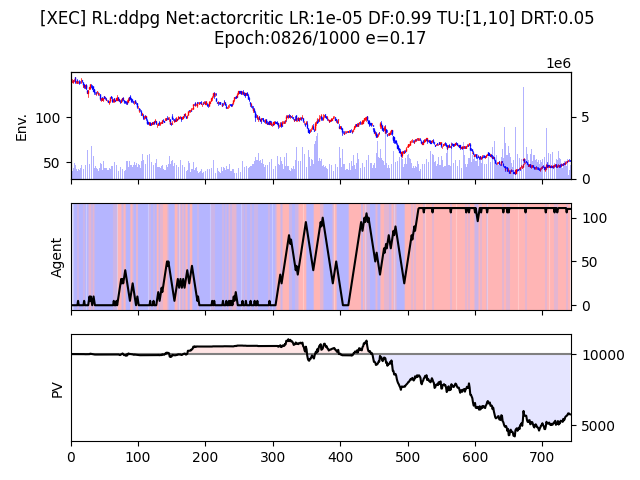 [XEC] RL:ddpg Net:actorcritic LR:1e-05 DF:0.99 TU:[1,10] DRT:0.05
Epoch:0826/1000 e=0.17
1e6
Env.
100
50
5
0
Agent
100
50
0
PV
10000
5000
0 100 200 300 400 500 600 700